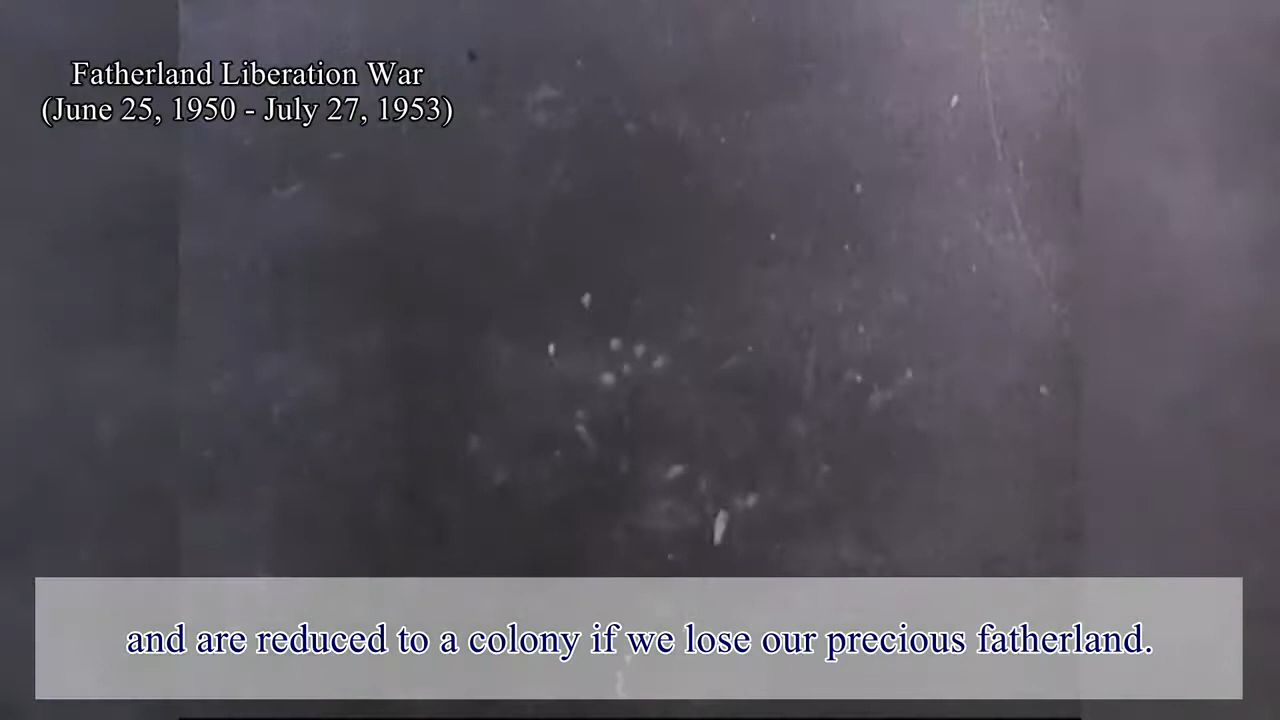 Fatherland Liberation War
(June 25, 1950 - July 27, 1953)
and are reduced to a colony if we lose our precious fatherland.